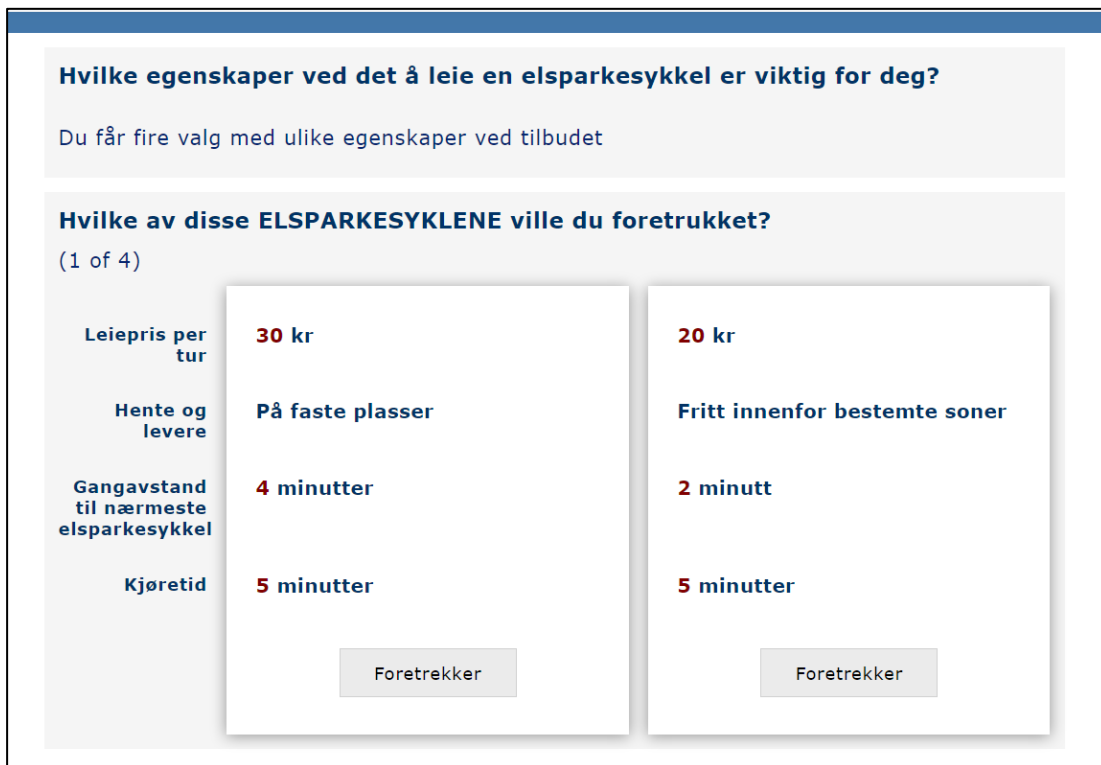 Hvilke egenskaper ved det å leie en elsparkesykkel er viktig for deg?
Du får fire valg med ulike egenskaper ved tilbudet
Hvilke av disse ELSPARKESYKLENE ville du foretrukket?
(1 of 4)
Leiepris per
tur
30 kr
20 kr
Hente og
levere
På faste plasser
Fritt innenfor bestemte soner
Gangavstand
til nærmeste
elsparkesykkel
4 minutter
2 minutt
Kjøretid
5 minutter
5 minutter
Foretrekker
Foretrekker